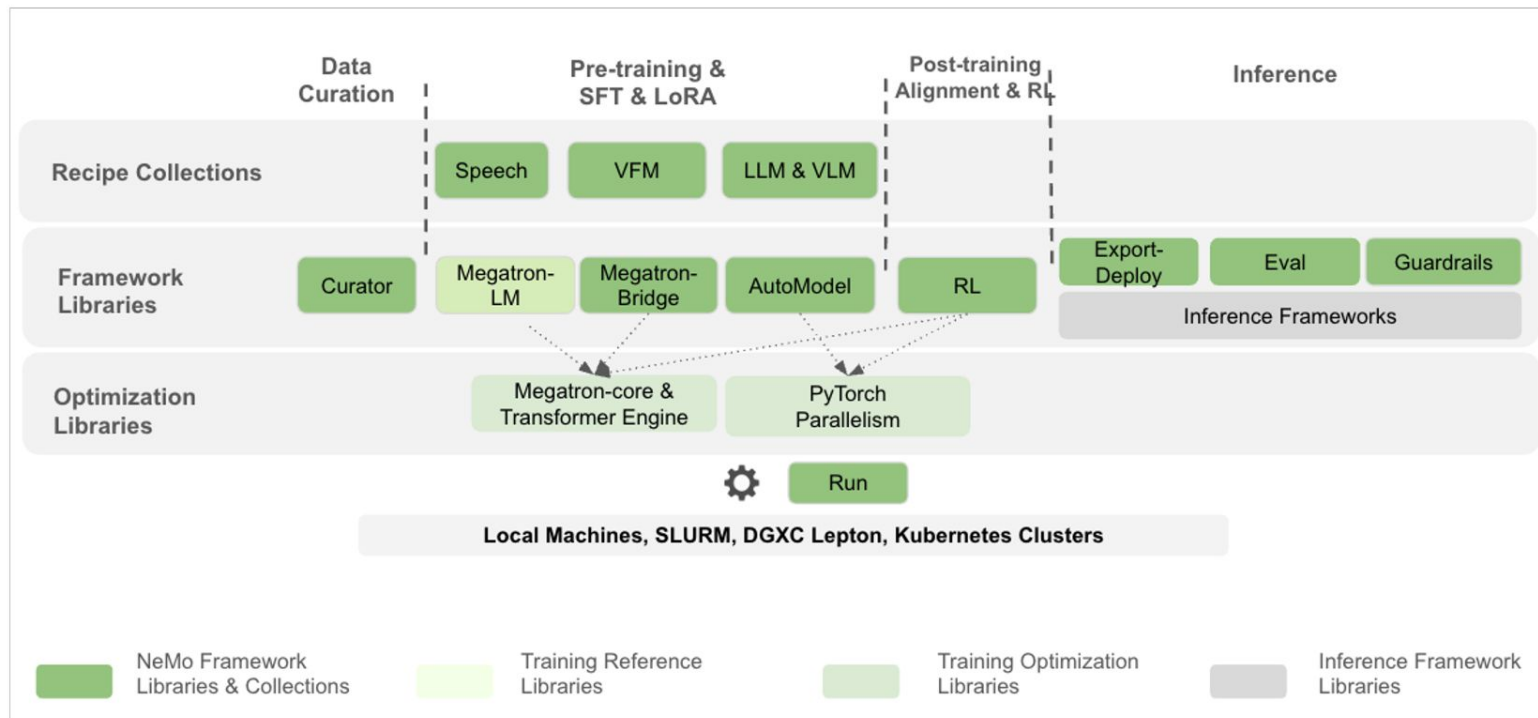 Data
Curation
Pre-training &
SFT & LoRA
Post-training
Alignment & RL
Inference
Recipe Collections
Speech
VFM
LLM & VLM
Framework
Libraries
Curator
Megatron-
LM
Megatron-
Bridge
AutoModel
RL
Export-
Deploy
Eval
Guardrails
Inference Frameworks
Optimization
Libraries
Megatron-core &
Transformer Engine
PyTorch
Parallelism
Run
Local Machines, SLURM, DGXC Lepton, Kubernetes Clusters
NeMo Framework
Libraries & Collections
Training Reference
Libraries
Training Optimization
Libraries
Inference Framework
Libraries